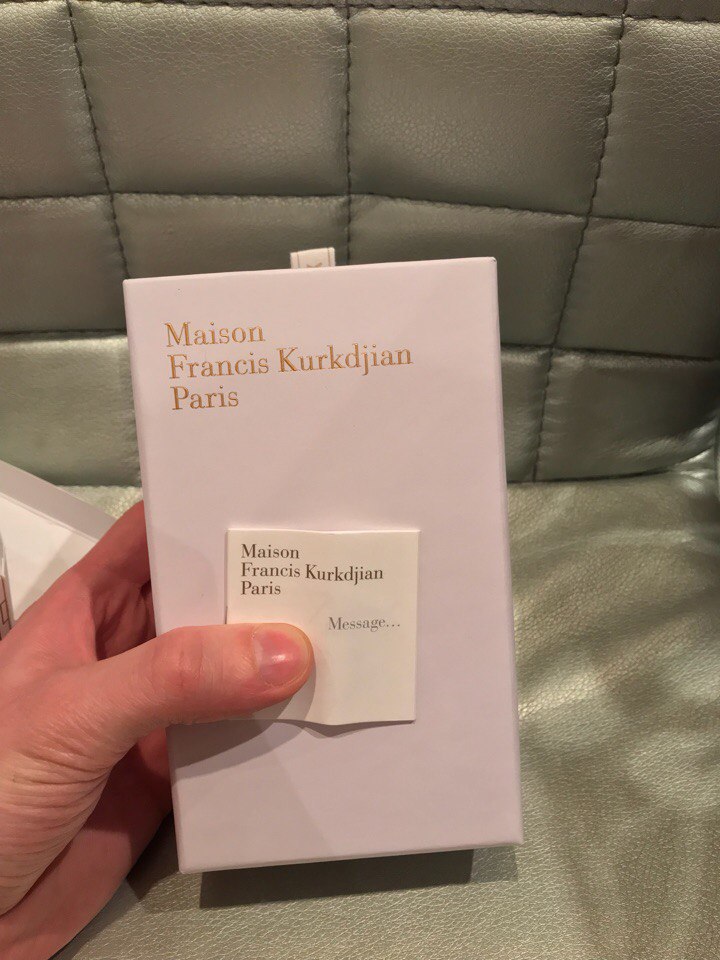 Maison
Francis Kurkdjian
Paris
Maison
Francis Kurkdjian
Paris
Message...